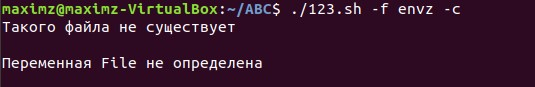 maximz@maximz-VirtualBox:~/ABC$ ./123.sh -f envz -c
Такого файла не существует
Переменная File не определена